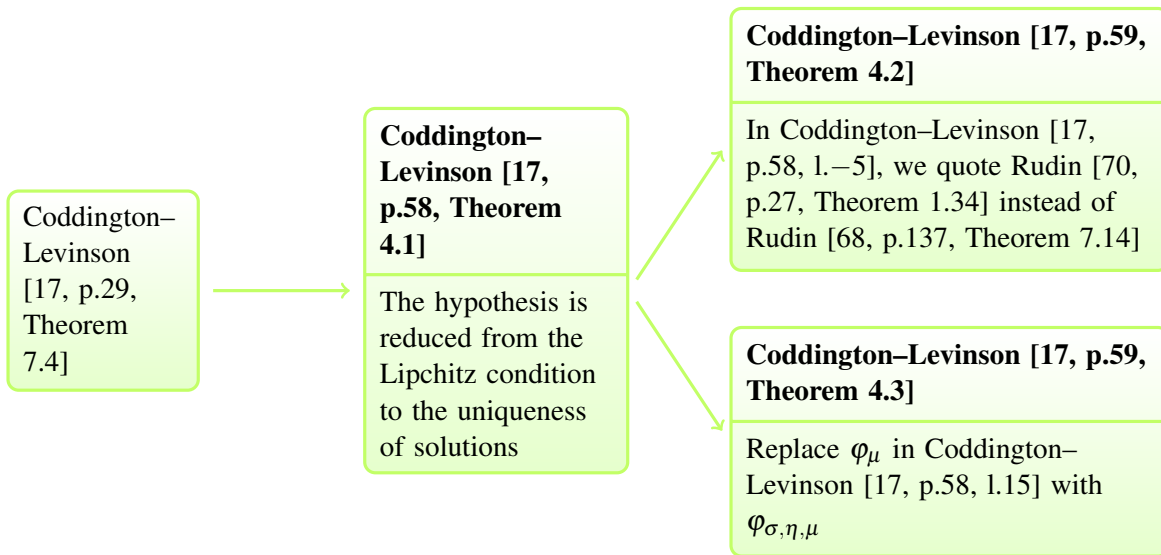 Coddington–
Levinson
[17, p.29,
Theorem
7.4]
Coddington–
Levinson [17,
p.58, Theorem
4.1]
The hypothesis is
reduced from the
Lipchitz condition
to the uniqueness
of solutions
Coddington–Levinson [17, p.59,
Theorem 4.2]
In Coddington–Levinson [17,
p.58, l.−5], we quote Rudin [70,
p.27, Theorem 1.34] instead of
Rudin [68, p.137, Theorem 7.14]
Coddington–Levinson [17, p.59,
Theorem 4.3]
Replace φ_μ in Coddington–
Levinson [17, p.58, l.15] with
φ_{σ,η,μ}